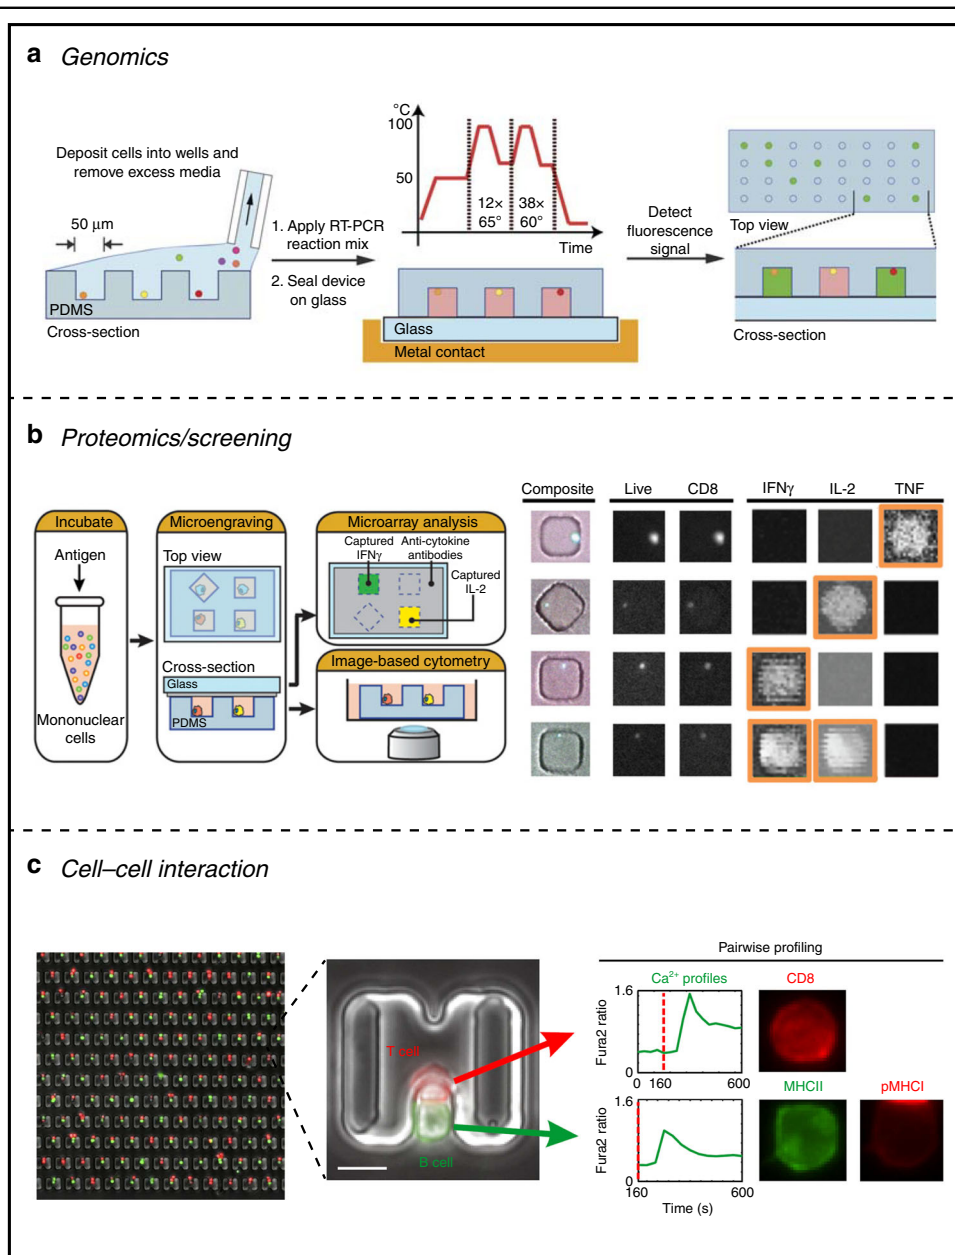 a Genomics
Deposit cells into wells and
remove excess media
50 μm
PDMS
Cross-section
1. Apply RT-PCR
reaction mix
2. Seal device
on glass
°C
100
50
12×
65°
38×
60°
Time
Glass
Metal contact
Detect
fluorescence
signal
Top view
Cross-section
b Proteomics/screening
Incubate
Antigen
Mononuclear
cells
Microengraving
Top view
Cross-section
Glass
PDMS
Microarray analysis
Captured
IFNγ
Anti-cytokine
antibodies
Captured
IL-2
Image-based cytometry
Composite Live CD8 IFNγ IL-2 TNF
c Cell–cell interaction
T cell
B cell
Pairwise profiling
Ca²⁺ profiles
CD8
Fura2 ratio
1.6
0
160
600
MHCII
pMHCI
Fura2 ratio
1.6
0
160
600
Time (s)